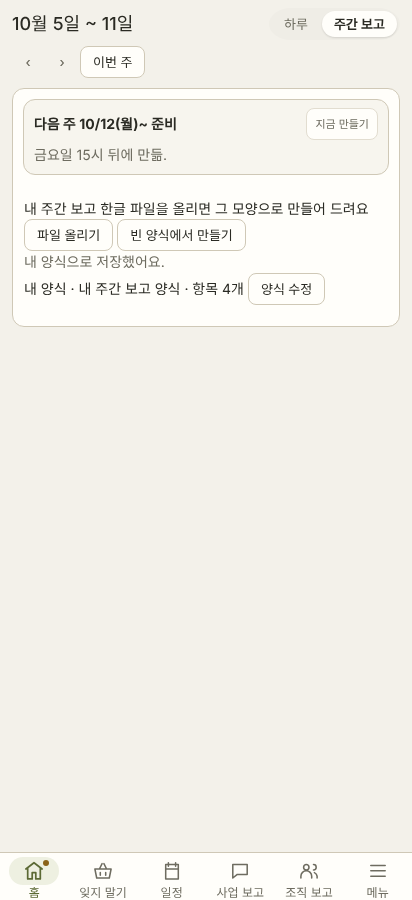 10월 5일 ~ 11일
하루
주간 보고
‹
›
이번 주
다음 주 10/12(월)~ 준비
지금 만들기
금요일 15시 뒤에 만듦.
내 주간 보고 한글 파일을 올리면 그 모양으로 만들어 드려요
파일 올리기
빈 양식에서 만들기
내 양식으로 저장했어요.
내 양식 · 내 주간 보고 양식 · 항목 4개
양식 수정
홈
잊지 말기
일정
사업 보고
조직 보고
메뉴